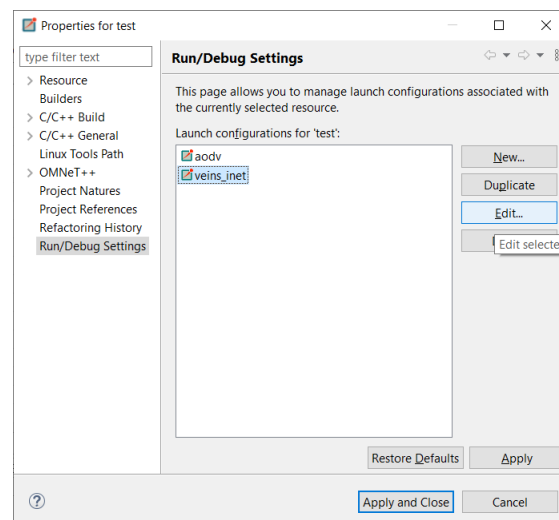 Properties for test
type filter text
Resource
Builders
C/C++ Build
C/C++ General
Linux Tools Path
OMNeT++
Project Natures
Project References
Refactoring History
Run/Debug Settings
Run/Debug Settings
This page allows you to manage launch configurations associated with
the currently selected resource.
Launch configurations for 'test':
aodv
veins_inet
New...
Duplicate
Edit...
Edit selecte
Restore Defaults
Apply
Apply and Close
Cancel